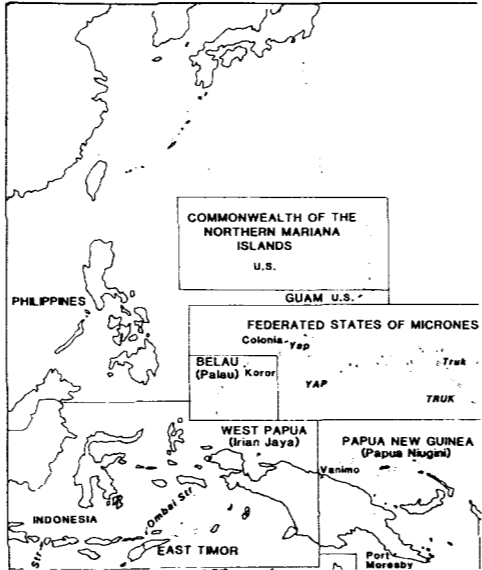 COMMONWEALTH OF THE
NORTHERN MARIANA
ISLANDS
U.S.
GUAM U.S.
PHILIPPINES
FEDERATED STATES OF MICRONES
Colonia
Yap
BELAU
(Palau)
Koror
Truk
YAP
TRUK
WEST PAPUA
(Irian Jaya)
PAPUA NEW GUINEA
(Papua Niugini)
Vanimo
Ombai Str
INDONESIA
EAST TIMOR
Str
Port
Moresby